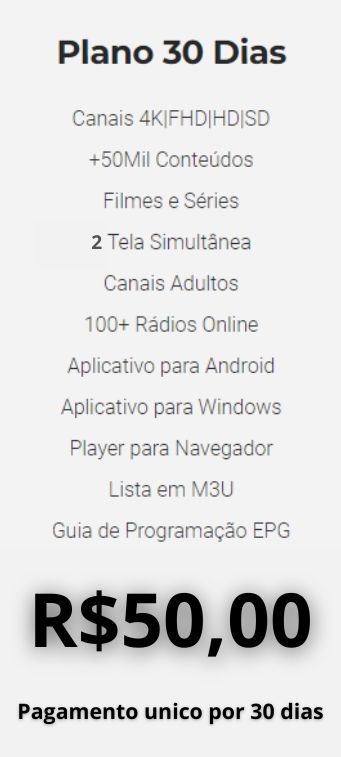 Plano 30 Dias
Canais 4K|FHD|HD|SD
+50Mil Conteúdos
Filmes e Séries
2 Tela Simultânea
Canais Adultos
100+ Rádios Online
Aplicativo para Android
Aplicativo para Windows
Player para Navegador
Lista em M3U
Guia de Programação EPG
R$50,00
Pagamento unico por 30 dias